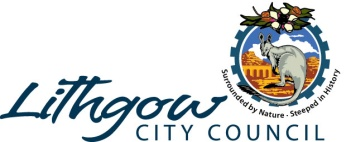 Lithgow
CITY COUNCIL
Surrounded by Nature - Steeped in History